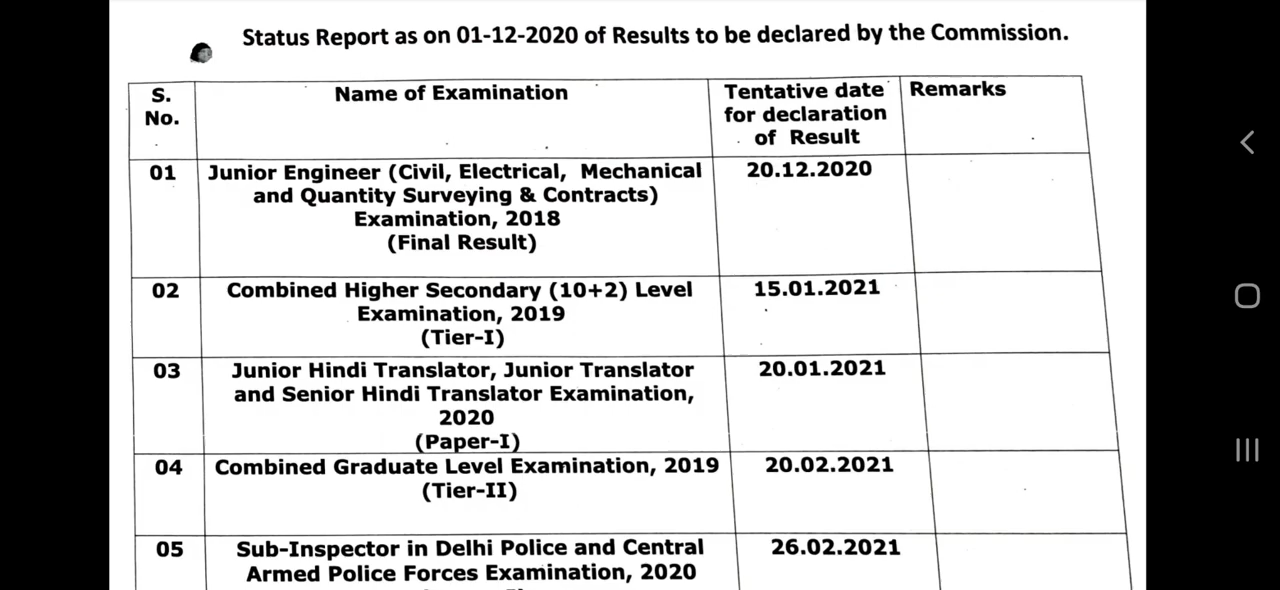 Status Report as on 01-12-2020 of Results to be declared by the Commission.
S. No.
Name of Examination
Tentative date for declaration of Result
Remarks
01
Junior Engineer (Civil, Electrical, Mechanical
and Quantity Surveying & Contracts)
Examination, 2018
(Final Result)
20.12.2020
02
Combined Higher Secondary (10+2) Level
Examination, 2019
(Tier-I)
15.01.2021
03
Junior Hindi Translator, Junior Translator
and Senior Hindi Translator Examination,
2020
(Paper-I)
20.01.2021
04
Combined Graduate Level Examination, 2019
(Tier-II)
20.02.2021
05
Sub-Inspector in Delhi Police and Central
Armed Police Forces Examination, 2020
26.02.2021